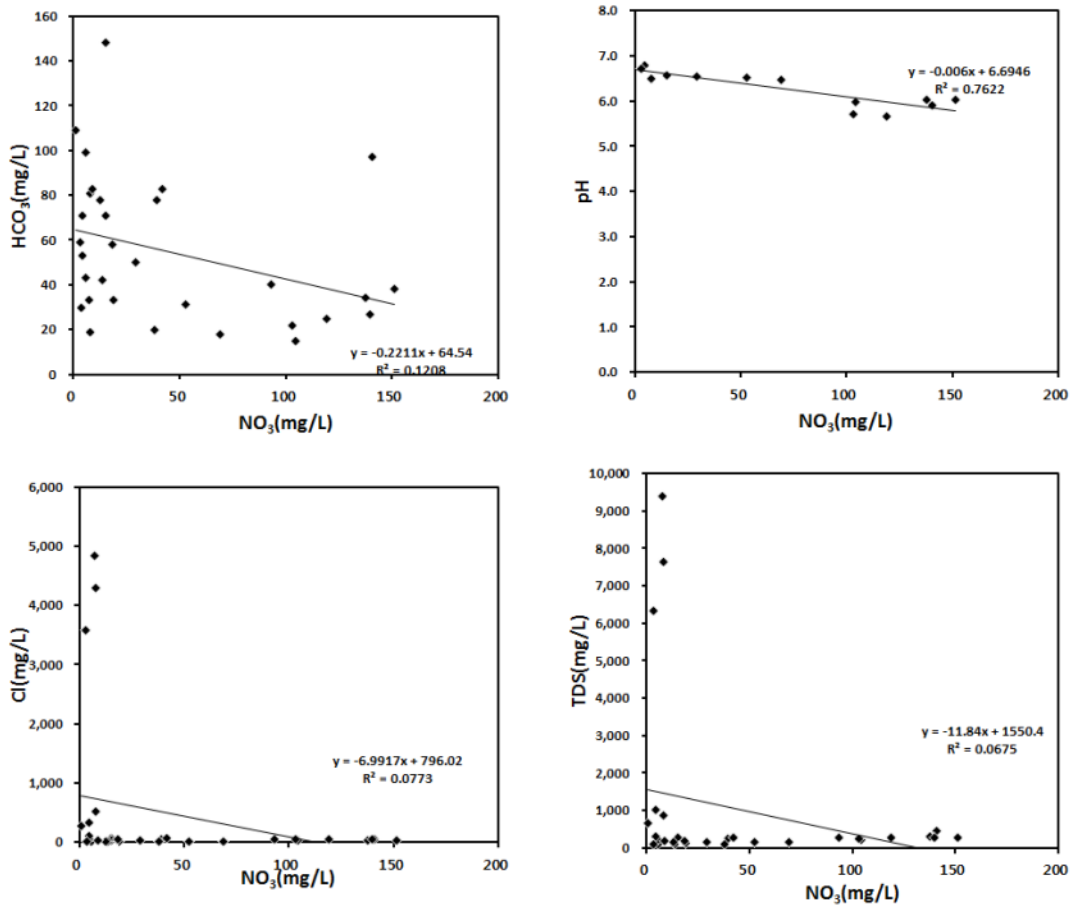 160
140
120
100
80
60
40
20
0
HCO₃(mg/L)
y = -0.2211x + 64.54
R² = 0.1208
0 50 100 150 200
NO₃(mg/L)
8.0
7.0
6.0
5.0
4.0
3.0
2.0
1.0
0.0
pH
y = -0.006x + 6.6946
R² = 0.7622
0 50 100 150 200
NO₃(mg/L)
6,000
5,000
4,000
3,000
2,000
1,000
0
Cl(mg/L)
y = -6.9917x + 796.02
R² = 0.0773
0 50 100 150 200
NO₃(mg/L)
10,000
9,000
8,000
7,000
6,000
5,000
4,000
3,000
2,000
1,000
0
TDS(mg/L)
y = -11.84x + 1550.4
R² = 0.0675
0 50 100 150 200
NO₃(mg/L)